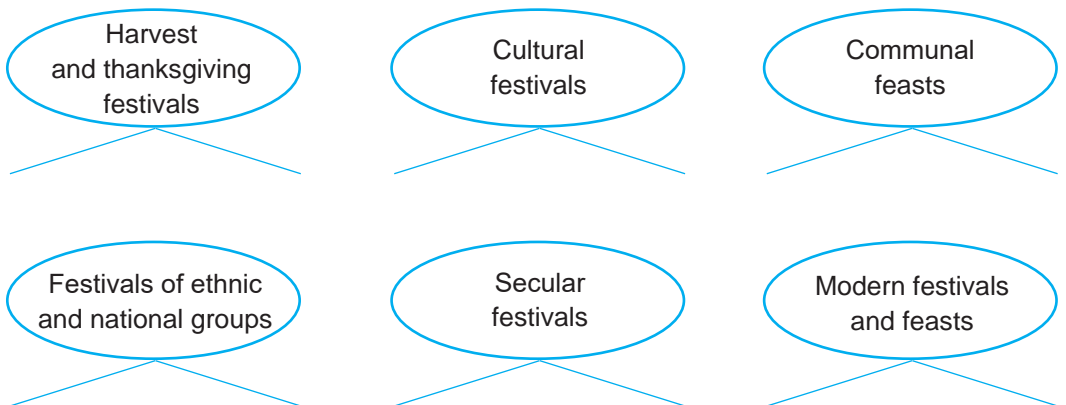 Harvest
and thanksgiving
festivals
Cultural
festivals
Communal
feasts
Festivals of ethnic
and national groups
Secular
festivals
Modern festivals
and feasts